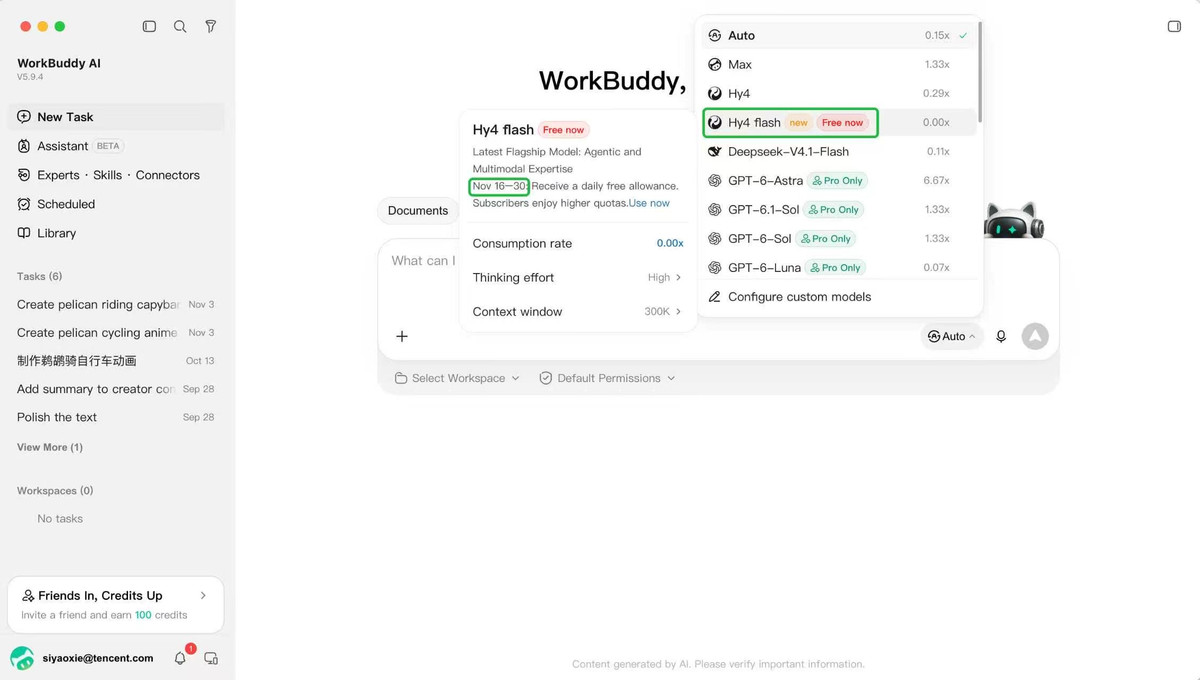 WorkBuddy AI
V5.9.4
New Task
Assistant BETA
Experts · Skills · Connectors
Scheduled
Library
Tasks (6)
Create pelican riding capybar Nov 3
Create pelican cycling anime Nov 3
制作鹈鹕骑自行车动画 Oct 13
Add summary to creator con Sep 28
Polish the text Sep 28
View More (1)
Workspaces (0)
No tasks
Friends In, Credits Up
Invite a friend and earn 100 credits
siyaoxie@tencent.com 1
WorkBuddy,
Documents
What can I
Hy4 flash Free now
Latest Flagship Model: Agentic and
Multimodal Expertise
Nov 16–30: Receive a daily free allowance.
Subscribers enjoy higher quotas.Use now
Consumption rate 0.00x
Thinking effort High
Context window 300K
Auto 0.15x
Max 1.33x
Hy4 0.29x
Hy4 flash new Free now 0.00x
Deepseek-V4.1-Flash 0.11x
GPT-6-Astra Pro Only 6.67x
GPT-6.1-Sol Pro Only 1.33x
GPT-6-Sol Pro Only 1.33x
GPT-6-Luna Pro Only 0.07x
Configure custom models
Auto
Select Workspace
Default Permissions
Content generated by AI. Please verify important information.